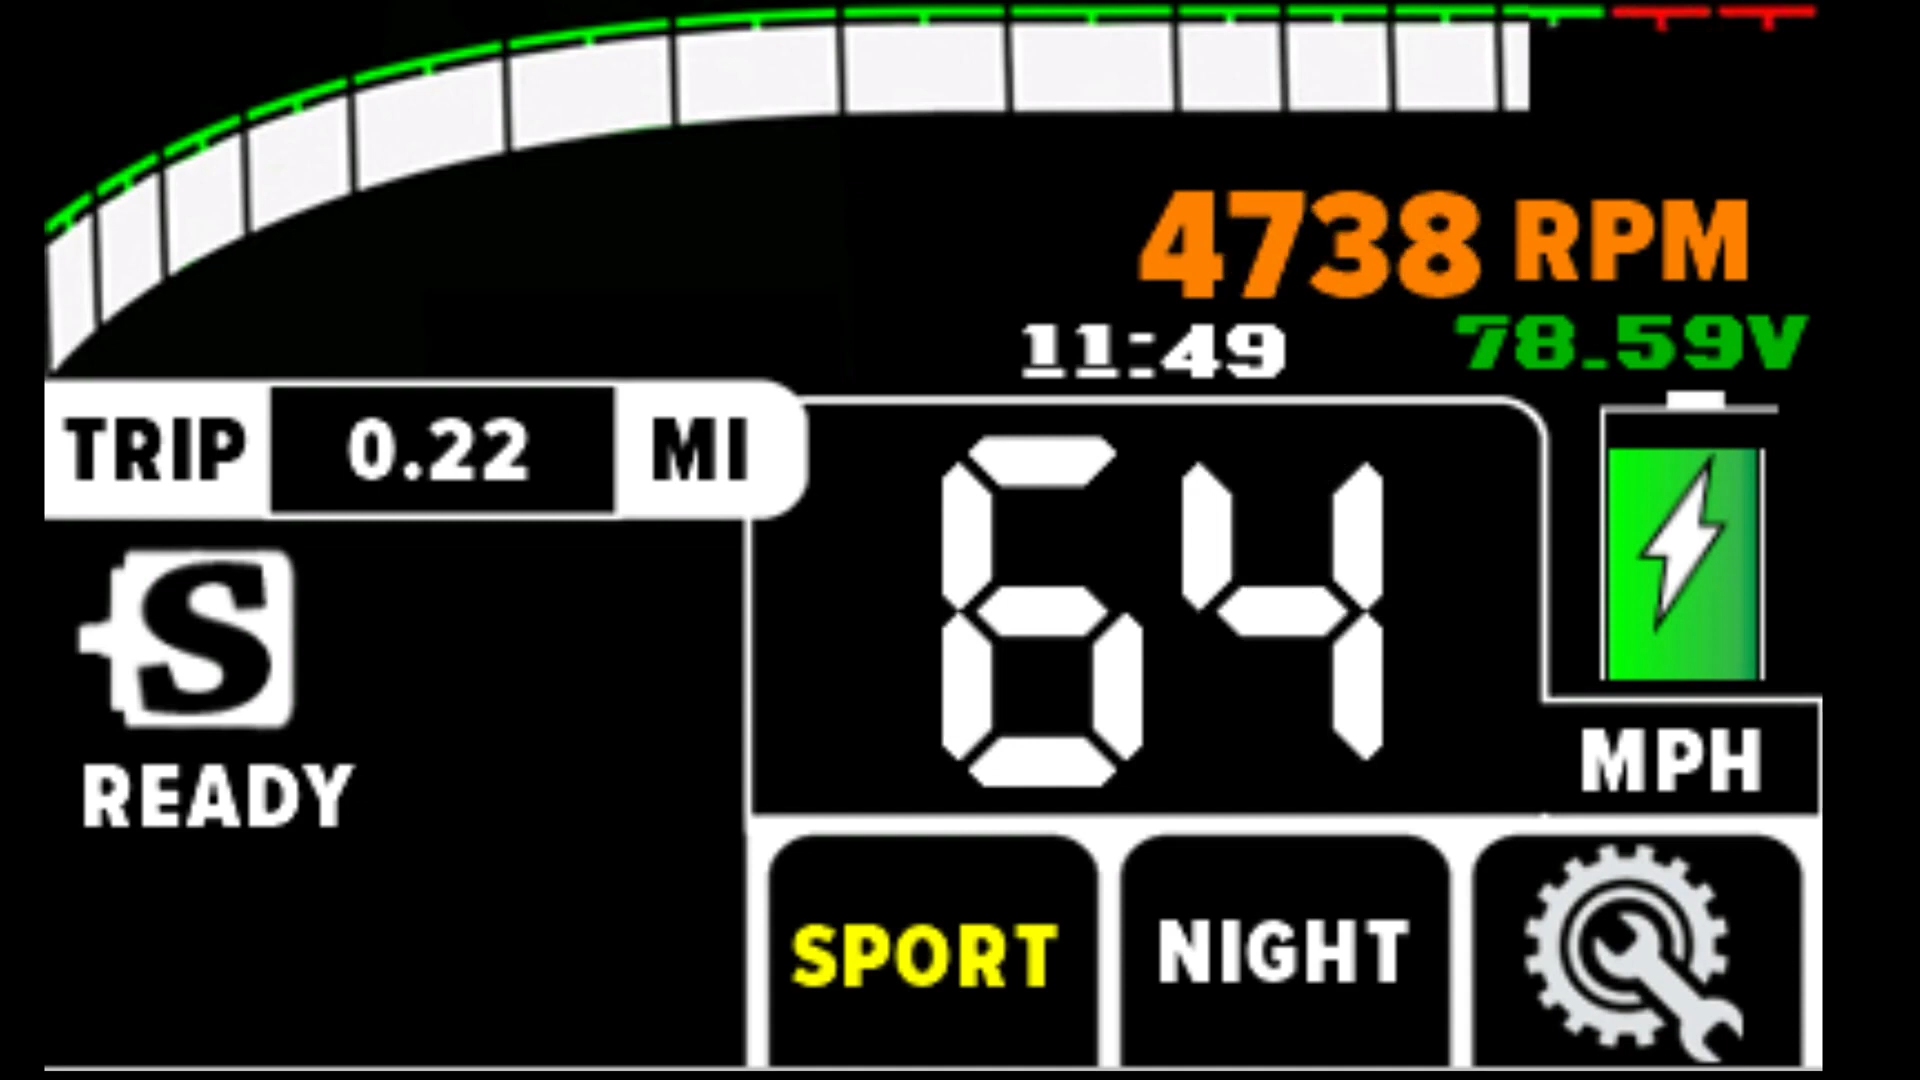 4738 RPM
11:49 78.59V
TRIP 0.22 MI
64
S
READY
MPH
SPORT NIGHT